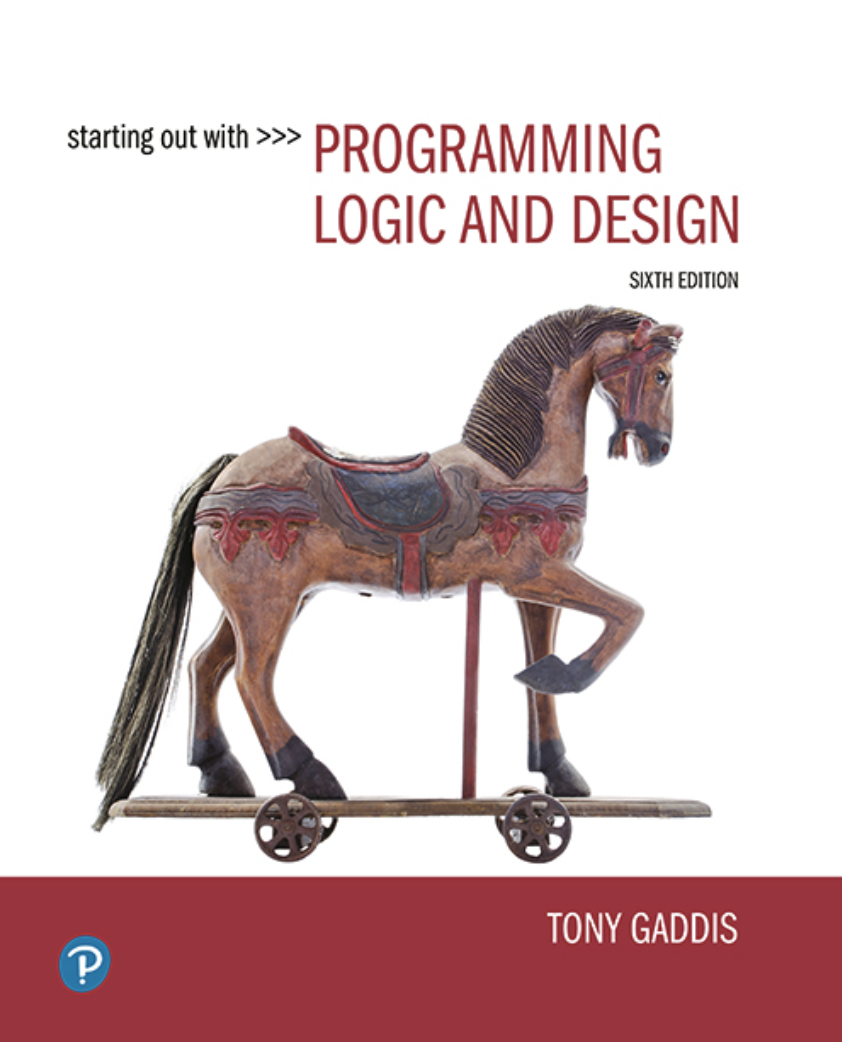 starting out with >>> PROGRAMMING
LOGIC AND DESIGN
SIXTH EDITION
TONY GADDIS
P